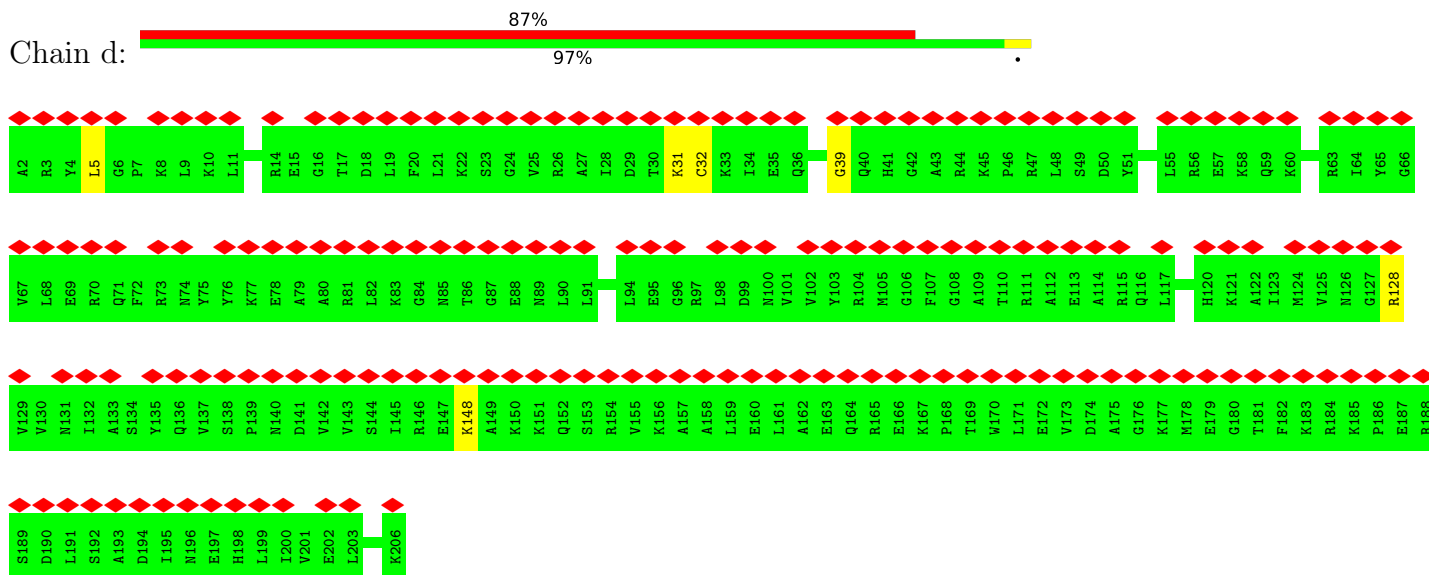 87%
Chain d:
97%
.
A2 R3 Y4 L5 G6 P7 K8 L9 K10 L11 R14 E15 G16 T17 D18 L19 F20 L21 K22 S23 G24 V25 R26 A27 I28 D29 T30 K31 C32 K33 I34 E35 Q36 G39 Q40 H41 G42 A43 R44 K45 P46 R47 L48 S49 D50 Y51 L55 R56 E57 K58 Q59 K60 R63 I64 Y65 G66
V67 L68 E69 R70 Q71 F72 R73 N74 Y75 Y76 K77 E78 A79 A80 R81 L82 K83 G84 N85 T86 G87 E88 N89 L90 L91 L94 E95 G96 R97 L98 D99 N100 V101 V102 Y103 R104 M105 G106 F107 G108 A109 T110 R111 A112 E113 A114 R115 Q116 L117 H120 K121 A122 I123 M124 V125 N126 G127 R128
V129 V130 N131 I132 A133 S134 Y135 Q136 V137 S138 P139 N140 D141 V142 V143 S144 I145 R146 E147 K148 A149 K150 K151 Q152 S153 R154 V155 K156 A157 A158 L159 E160 L161 A162 E163 Q164 R165 E166 K167 P168 T169 W170 L171 E172 V173 D174 A175 G176 K177 M178 E179 G180 T181 F182 K183 R184 K185 P186 E187 R188
S189 D190 L191 S192 A193 D194 I195 N196 E197 H198 L199 I200 V201 E202 L203 K206